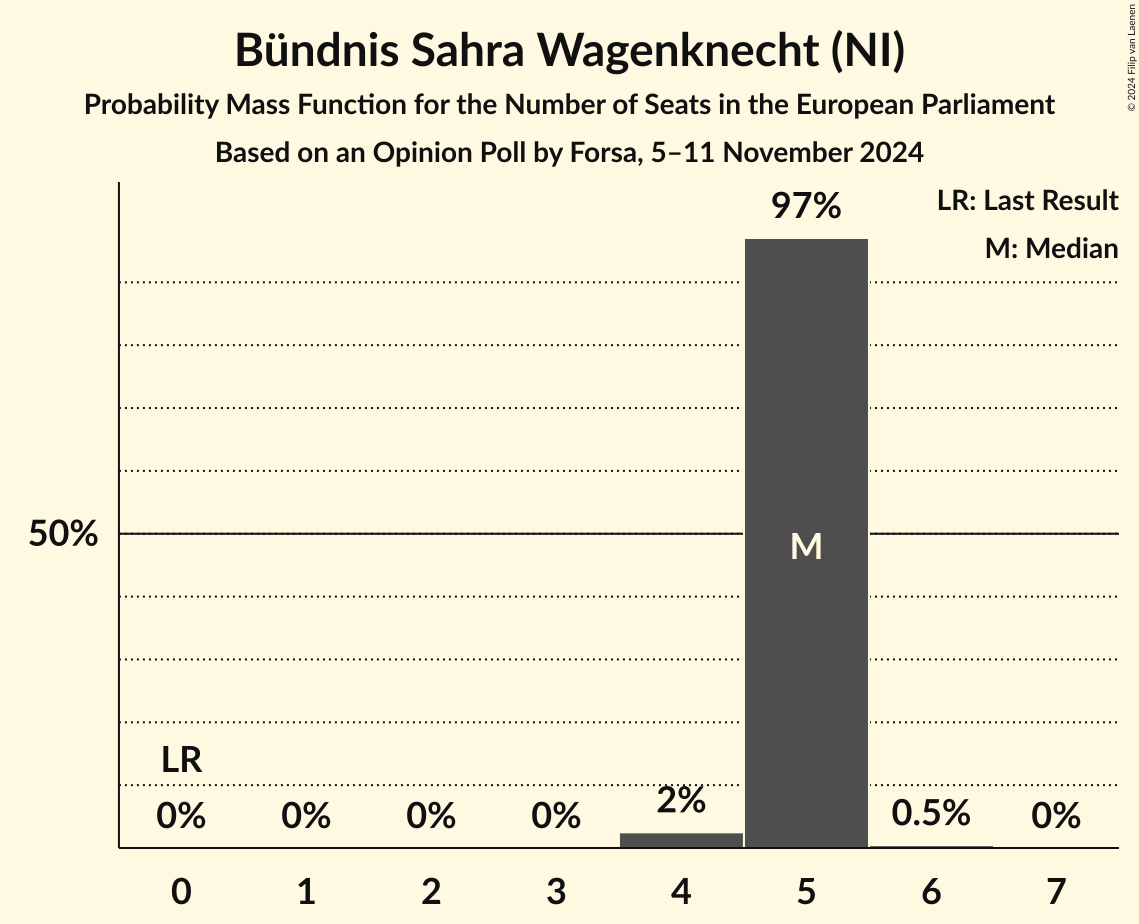 Bündnis Sahra Wagenknecht (NI)
Probability Mass Function for the Number of Seats in the European Parliament
Based on an Opinion Poll by Forsa, 5–11 November 2024
© 2024 Filip van Laenen
LR: Last Result
M: Median
97%
50%
M
LR
0% 0% 0% 0% 2% 0.5% 0%
0 1 2 3 4 5 6 7